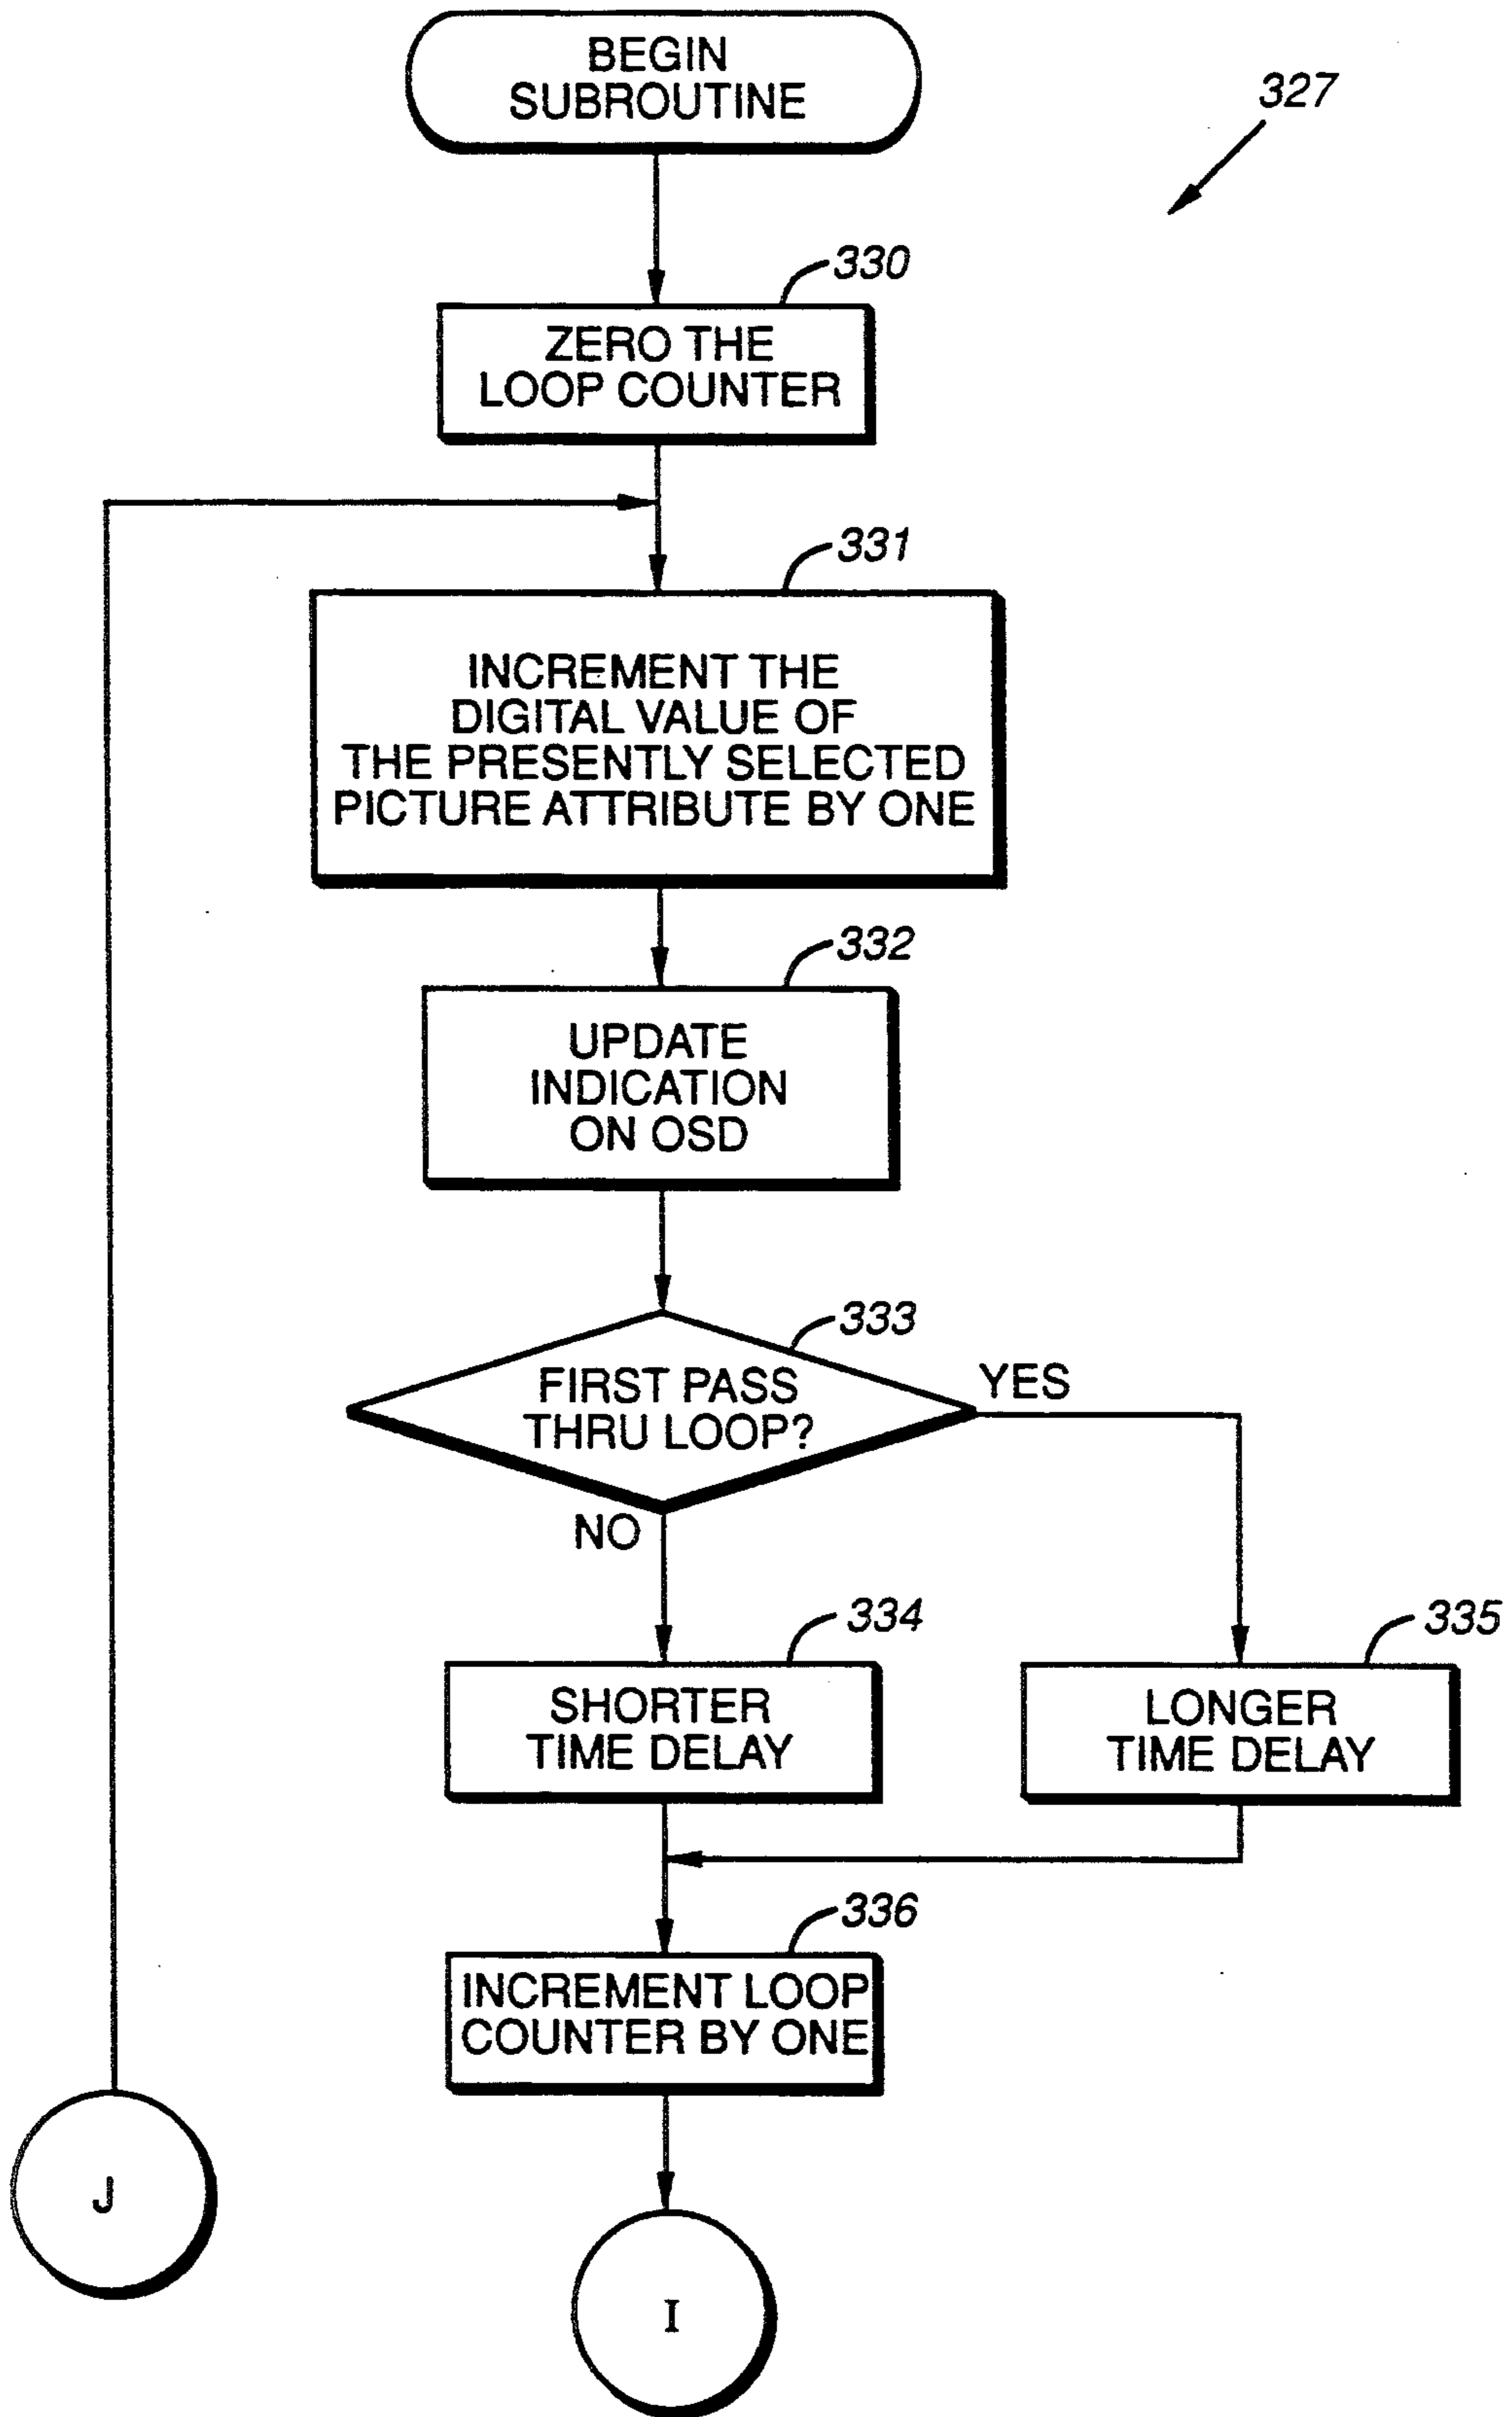 BEGIN
SUBROUTINE
327
330
ZERO THE
LOOP COUNTER
331
INCREMENT THE
DIGITAL VALUE OF
THE PRESENTLY SELECTED
PICTURE ATTRIBUTE BY ONE
332
UPDATE
INDICATION
ON OSD
333
FIRST PASS
THRU LOOP?
YES
NO
334
SHORTER
TIME DELAY
335
LONGER
TIME DELAY
336
INCREMENT LOOP
COUNTER BY ONE
J
I